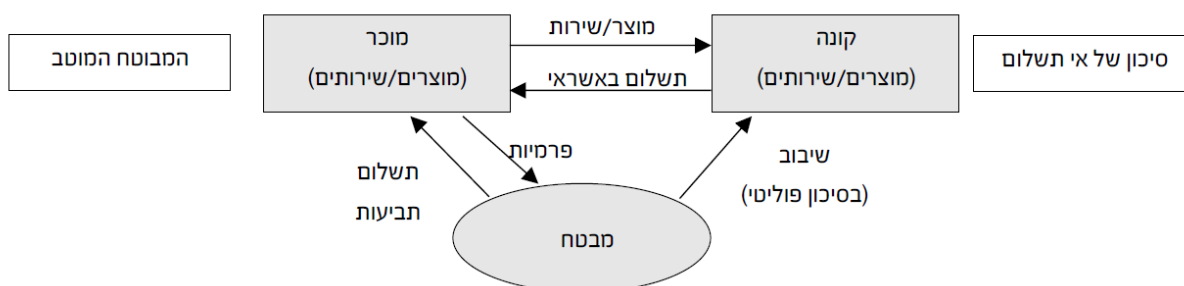 סיכון של אי תשלום
קונה
(מוצרים/שירותים)
מוצר/שירות
תשלום באשראי
מוכר
(מוצרים/שירותים)
המבוטח המוטב
שיבוב
(בסיכון פוליטי)
פרמיות
תשלום
תביעות
מבטח